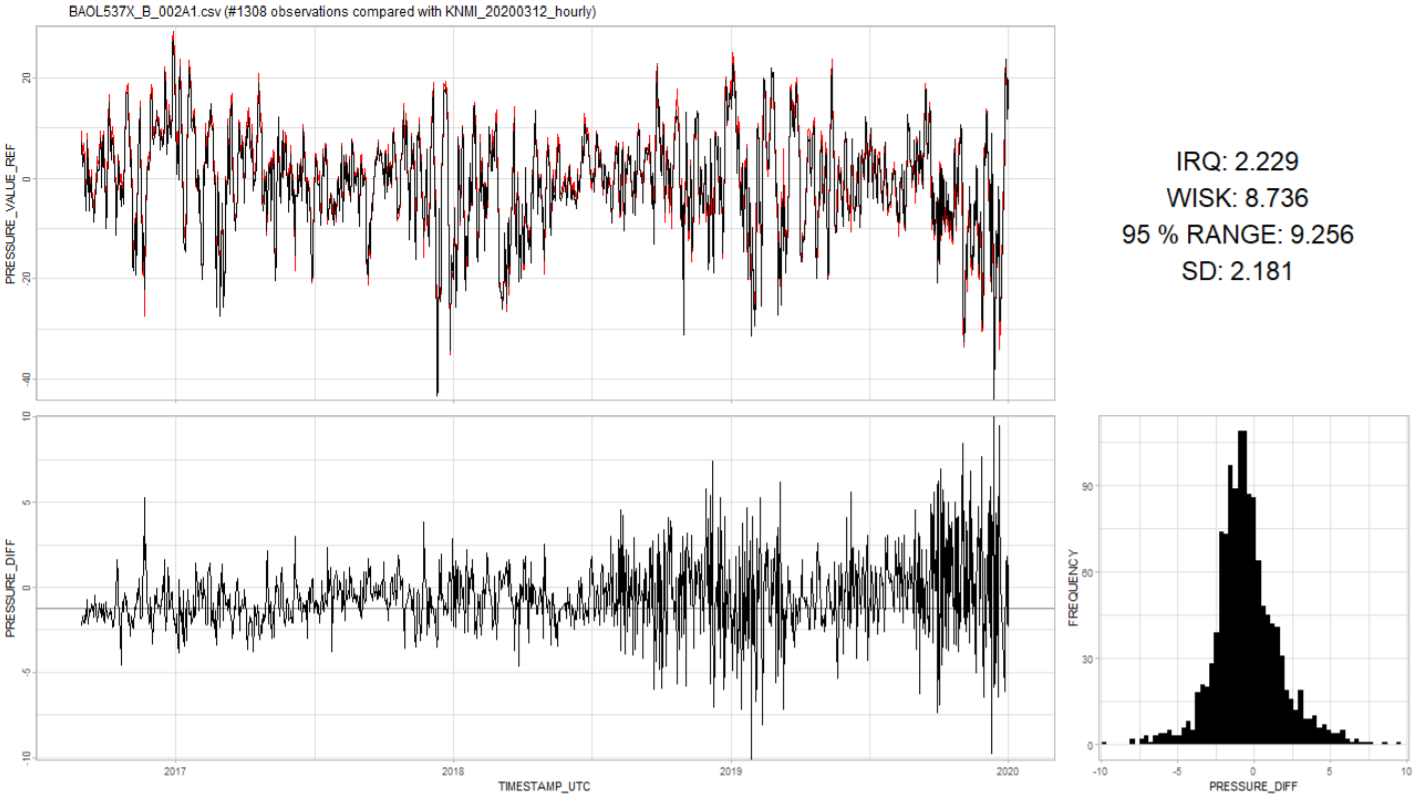 BAOL537X_B_002A1.csv (#1308 observations compared with KNMI_20200312_hourly)
PRESSURE_VALUE_REF
20
0
-20
-40
IRQ: 2.229
WISK: 8.736
95 % RANGE: 9.256
SD: 2.181
PRESSURE_DIFF
10
5
0
-5
-10
2017
2018
2019
2020
TIMESTAMP_UTC
FREQUENCY
90
60
30
0
-10
-5
0
5
10
PRESSURE_DIFF